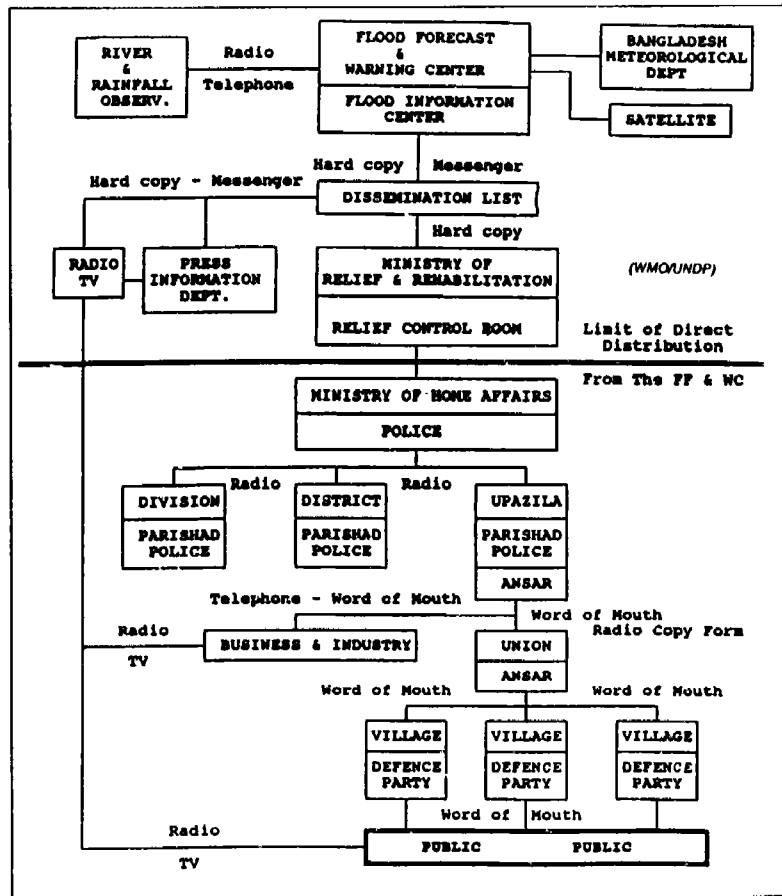 RIVER
&
RAINFALL
OBSERV.
Radio
Telephone
FLOOD FORECAST
&
WARNING CENTER
FLOOD INFORMATION
CENTER
BANGLADESH
METEOROLOGICAL
DEPT
SATELLITE
Hard copy Messenger
Hard copy - Messenger
DISSEMINATION LIST
Hard copy
RADIO
TV
PRESS
INFORMATION
DEPT.
MINISTRY OF
RELIEF & REHABILITATION
RELIEF CONTROL ROOM
(WMO/UNDP)
Limit of Direct
Distribution
From The FF & WC
MINISTRY OF HOME AFFAIRS
POLICE
Radio Radio
DIVISION
PARISHAD
POLICE
DISTRICT
PARISHAD
POLICE
UPAZILA
PARISHAD
POLICE
ANSAR
Telephone - Word of Mouth
Word of Mouth
Radio Copy Form
Radio
TV
BUSINESS & INDUSTRY
UNION
ANSAR
Word of Mouth Word of Mouth
VILLAGE
DEFENCE
PARTY
VILLAGE
DEFENCE
PARTY
VILLAGE
DEFENCE
PARTY
Word of Mouth
Radio
TV
PUBLIC PUBLIC